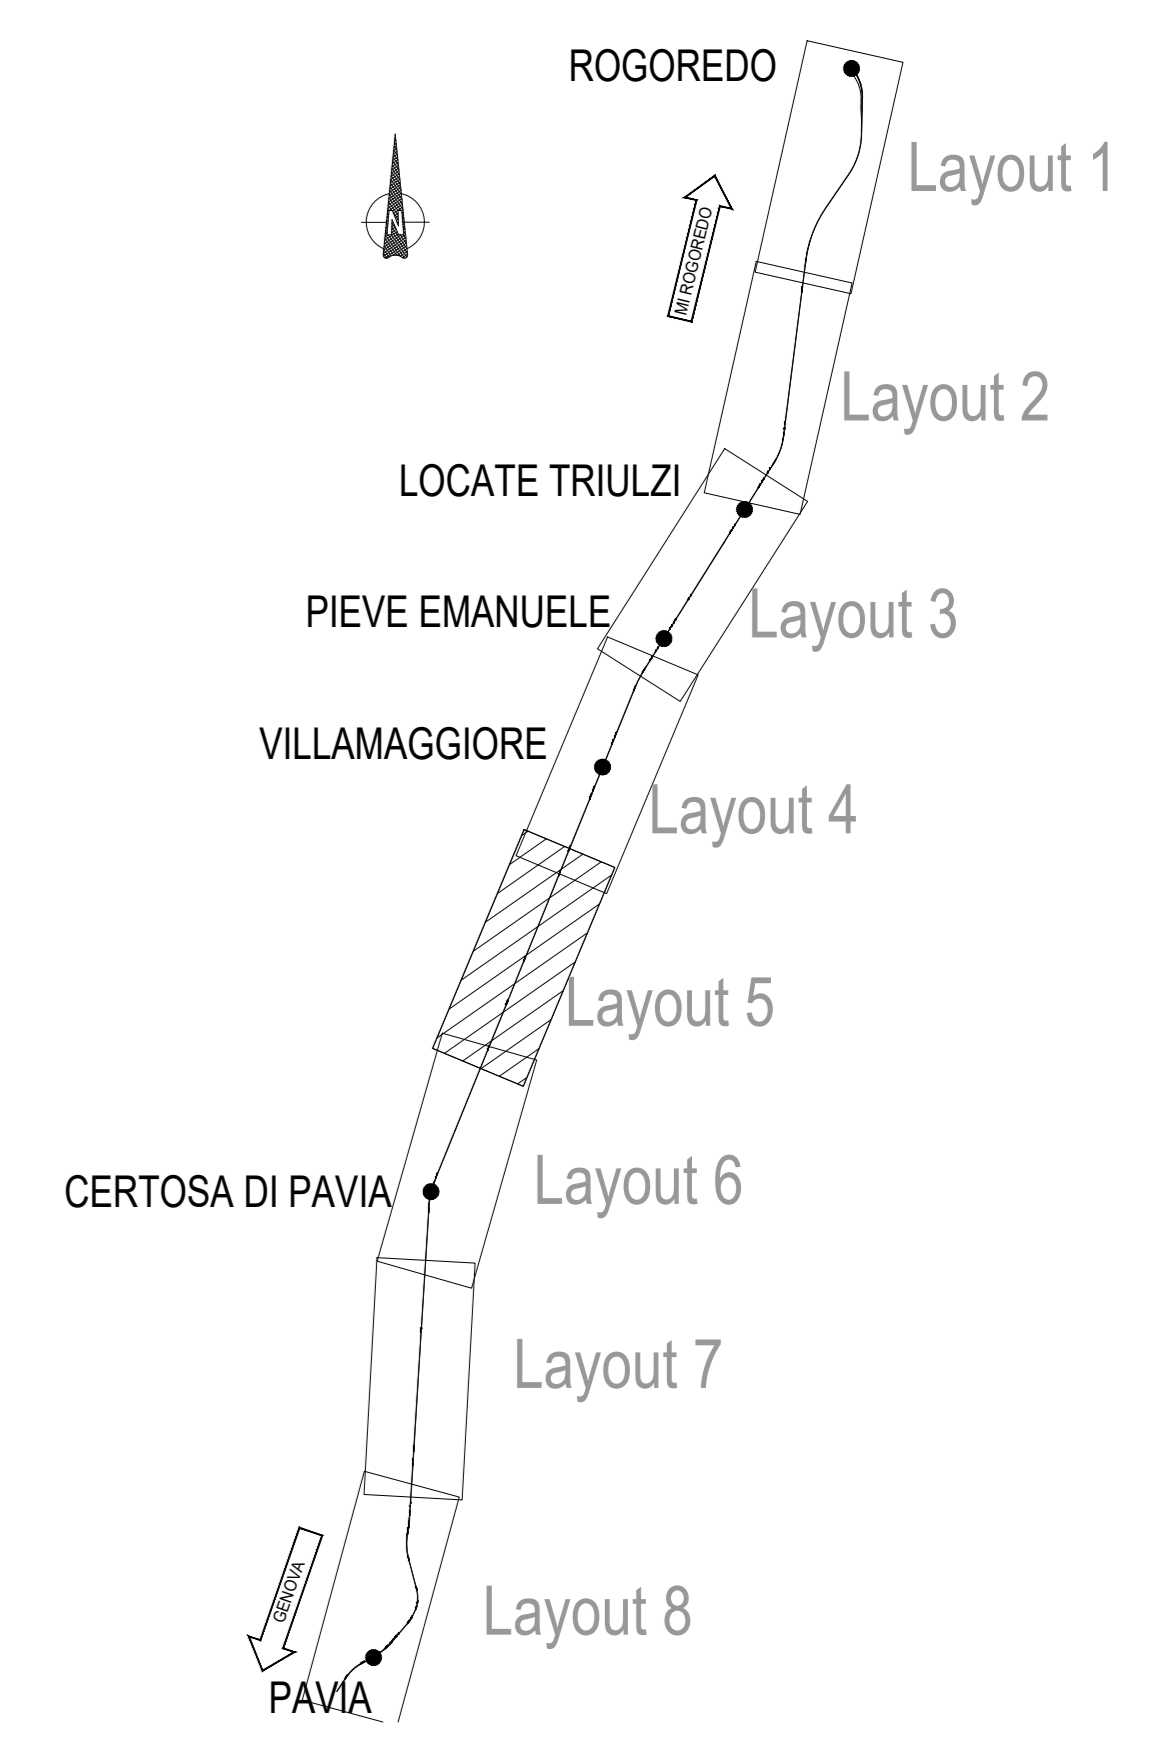 ROGOREDO
Layout 1
N
MI ROGOREDO
Layout 2
LOCATE TRIULZI
PIEVE EMANUELE
Layout 3
VILLAMAGGIORE
Layout 4
Layout 5
CERTOSA DI PAVIA
Layout 6
Layout 7
GENOVA
Layout 8
PAVIA